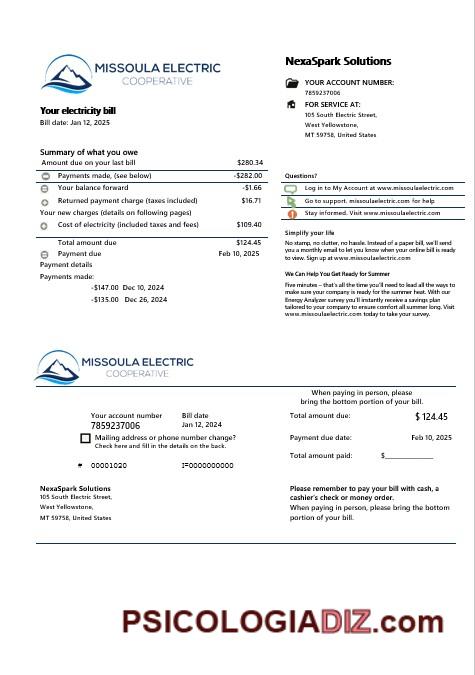 MISSOULA ELECTRIC
COOPERATIVE
NexaSpark Solutions
YOUR ACCOUNT NUMBER:
7859237006
FOR SERVICE AT:
105 South Electric Street,
West Yellowstone,
MT 59758, United States
Your electricity bill
Bill date: Jan 12, 2025
Summary of what you owe
Amount due on your last bill $280.34
Payments made, (see below) -$282.00
Your balance forward -$1.66
Returned payment charge (taxes included) $16.71
Your new charges (details on following pages)
Cost of electricity (included taxes and fees) $109.40
Total amount due $124.45
Payment due Feb 10, 2025
Payment details
Payments made:
-$147.00 Dec 10, 2024
-$135.00 Dec 26, 2024
Questions?
Log in to My Account at www.missoulaelectric.com
Go to support. missoulaelectric.com for help
Stay informed. Visit www.missoulaelectric.com
Simplify your life
No stamp, no clutter, no hassle. Instead of a paper bill, we'll send
you a monthly email to let you know when your online bill is ready
to view. Sign up at www.missoulaelectric.com
We Can Help You Get Ready for Summer
Five minutes – that's all the time you'll need to lead all the ways to
make sure your company is ready for the summer heat. With our
Energy Analyzer survey you'll instantly receive a savings plan
tailored to your company to ensure comfort all summer long. Visit
www.missoulaelectric.com today to take your survey.
MISSOULA ELECTRIC
COOPERATIVE
When paying in person, please
bring the bottom portion of your bill.
Your account number Bill date
7859237006 Jan 12, 2024
Mailing address or phone number change?
Check here and fill in the details on the back.
# 00001020 I=0000000000
Total amount due: $ 124.45
Payment due date: Feb 10, 2025
Total amount paid: $____________
NexaSpark Solutions
105 South Electric Street,
West Yellowstone,
MT 59758, United States
Please remember to pay your bill with cash, a
cashier's check or money order.
When paying in person, please bring the bottom
portion of your bill.
PSICOLOGIADIZ.com